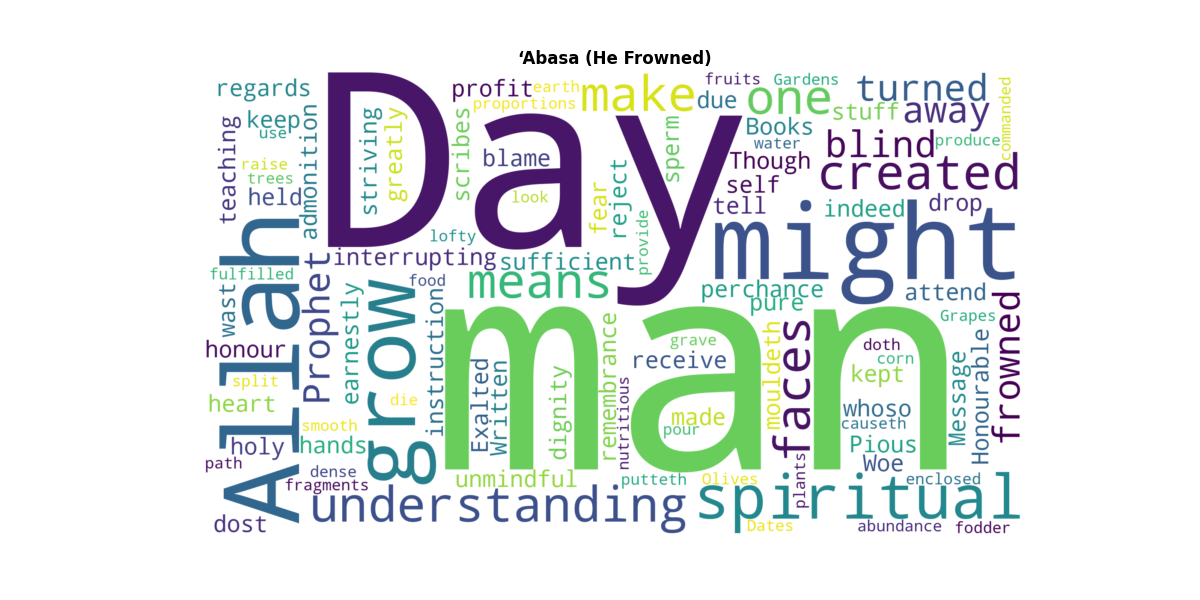 ‘Abasa (He Frowned)
regards
profit
earth
proportions
make
fruits
Gardens
due
one
stuff
turned
away
commanded
keep
use
teaching
admonition
striving
greatly
scribes
Day
blame
look
sperm
Books
water
Though
blind
produce
created
raise
trees
held
fear
reject
self
tell
indeed
drop
might
lofty
provide
interrupting
sufficient
Allah
fulfilled
wast
Prophet
earnestly
grow
food
instruction
means
perchance
pure
attend
Grapes
frowned
honour
man
remembrance
grave
receive
mouldeth
faces
doth
corn
kept
Message
Honourable
split
heart
die
Exalted
Written
dignity
nutritious
made
pour
whoso
causeth
smooth
holy
hands
Pious
Woe
path
dense
fragments
unmindful
putteth
Olives
plants
enclosed
understanding
spiritual
dost
Dates
abundance
fodder